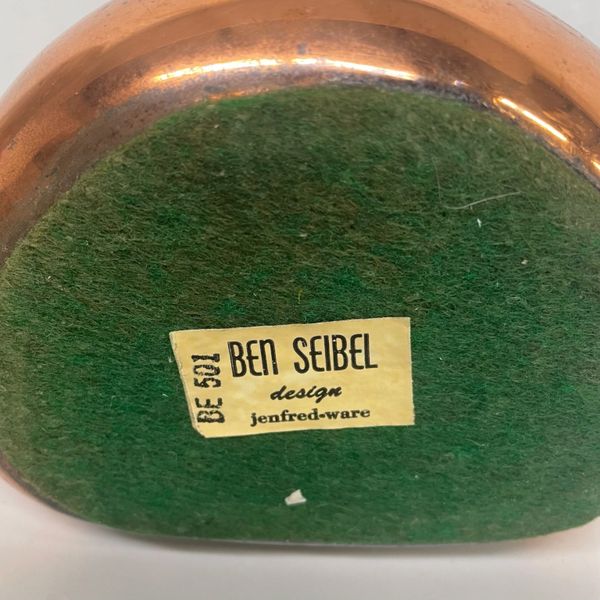 BE 501
BEN SEIBEL
design
jenfred-ware